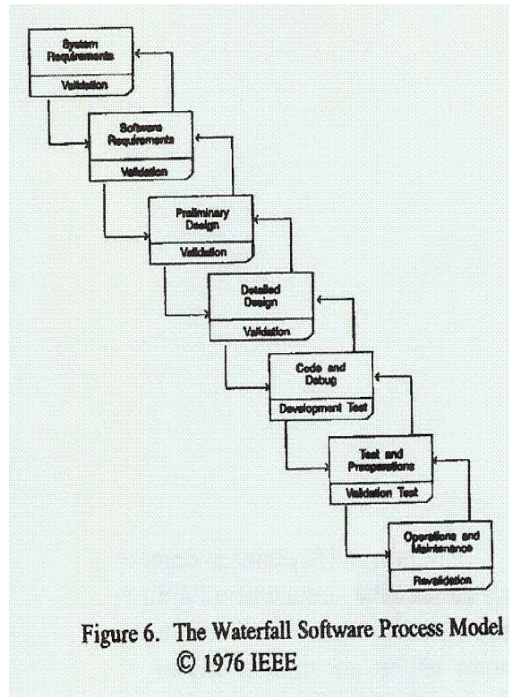 System
Requirements
Validation
Software
Requirements
Validation
Preliminary
Design
Validation
Detailed
Design
Validation
Code and
Debug
Development Test
Test and
Preoperations
Validation Test
Operations and
Maintenance
Revalidation
Figure 6. The Waterfall Software Process Model
© 1976 IEEE